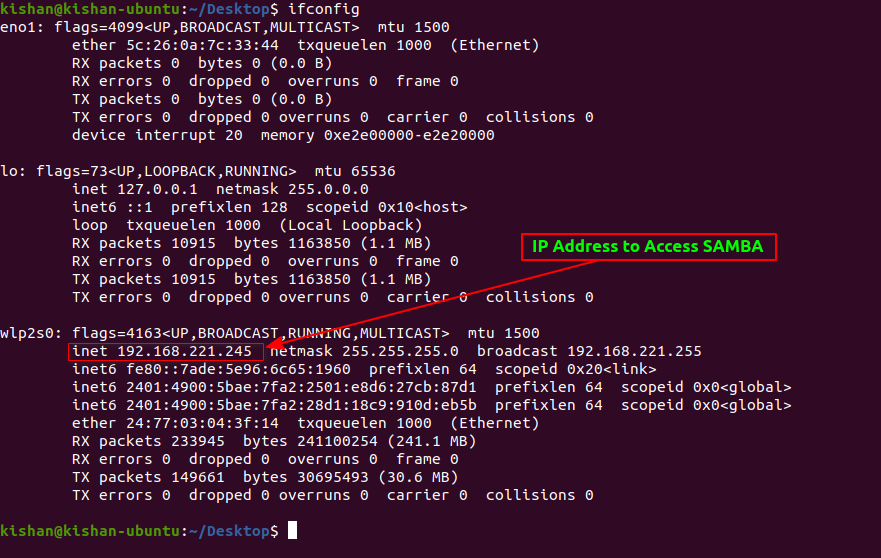 kishan@kishan-ubuntu:~/Desktop$ ifconfig
eno1: flags=4099<UP,BROADCAST,MULTICAST>  mtu 1500
        ether 5c:26:0a:7c:33:44  txqueuelen 1000  (Ethernet)
        RX packets 0  bytes 0 (0.0 B)
        RX errors 0  dropped 0  overruns 0  frame 0
        TX packets 0  bytes 0 (0.0 B)
        TX errors 0  dropped 0 overruns 0  carrier 0  collisions 0
        device interrupt 20  memory 0xe2e00000-e2e20000

lo: flags=73<UP,LOOPBACK,RUNNING>  mtu 65536
        inet 127.0.0.1  netmask 255.0.0.0
        inet6 ::1  prefixlen 128  scopeid 0x10<host>
        loop  txqueuelen 1000  (Local Loopback)
        RX packets 10915  bytes 1163850 (1.1 MB)
IP Address to Access SAMBA
        RX errors 0  dropped 0  overruns 0  frame 0
        TX packets 10915  bytes 1163850 (1.1 MB)
        TX errors 0  dropped 0 overruns 0  carrier 0  collisions 0

wlp2s0: flags=4163<UP,BROADCAST,RUNNING,MULTICAST>  mtu 1500
        inet 192.168.221.245  netmask 255.255.255.0  broadcast 192.168.221.255
        inet6 fe80::7ade:5e96:6c65:1960  prefixlen 64  scopeid 0x20<link>
        inet6 2401:4900:5bae:7fa2:2501:e8d6:27cb:87d1  prefixlen 64  scopeid 0x0<global>
        inet6 2401:4900:5bae:7fa2:28d1:18c9:910d:eb5b  prefixlen 64  scopeid 0x0<global>
        ether 24:77:03:04:3f:14  txqueuelen 1000  (Ethernet)
        RX packets 233945  bytes 241100254 (241.1 MB)
        RX errors 0  dropped 0  overruns 0  frame 0
        TX packets 149661  bytes 30695493 (30.6 MB)
        TX errors 0  dropped 0 overruns 0  carrier 0  collisions 0

kishan@kishan-ubuntu:~/Desktop$